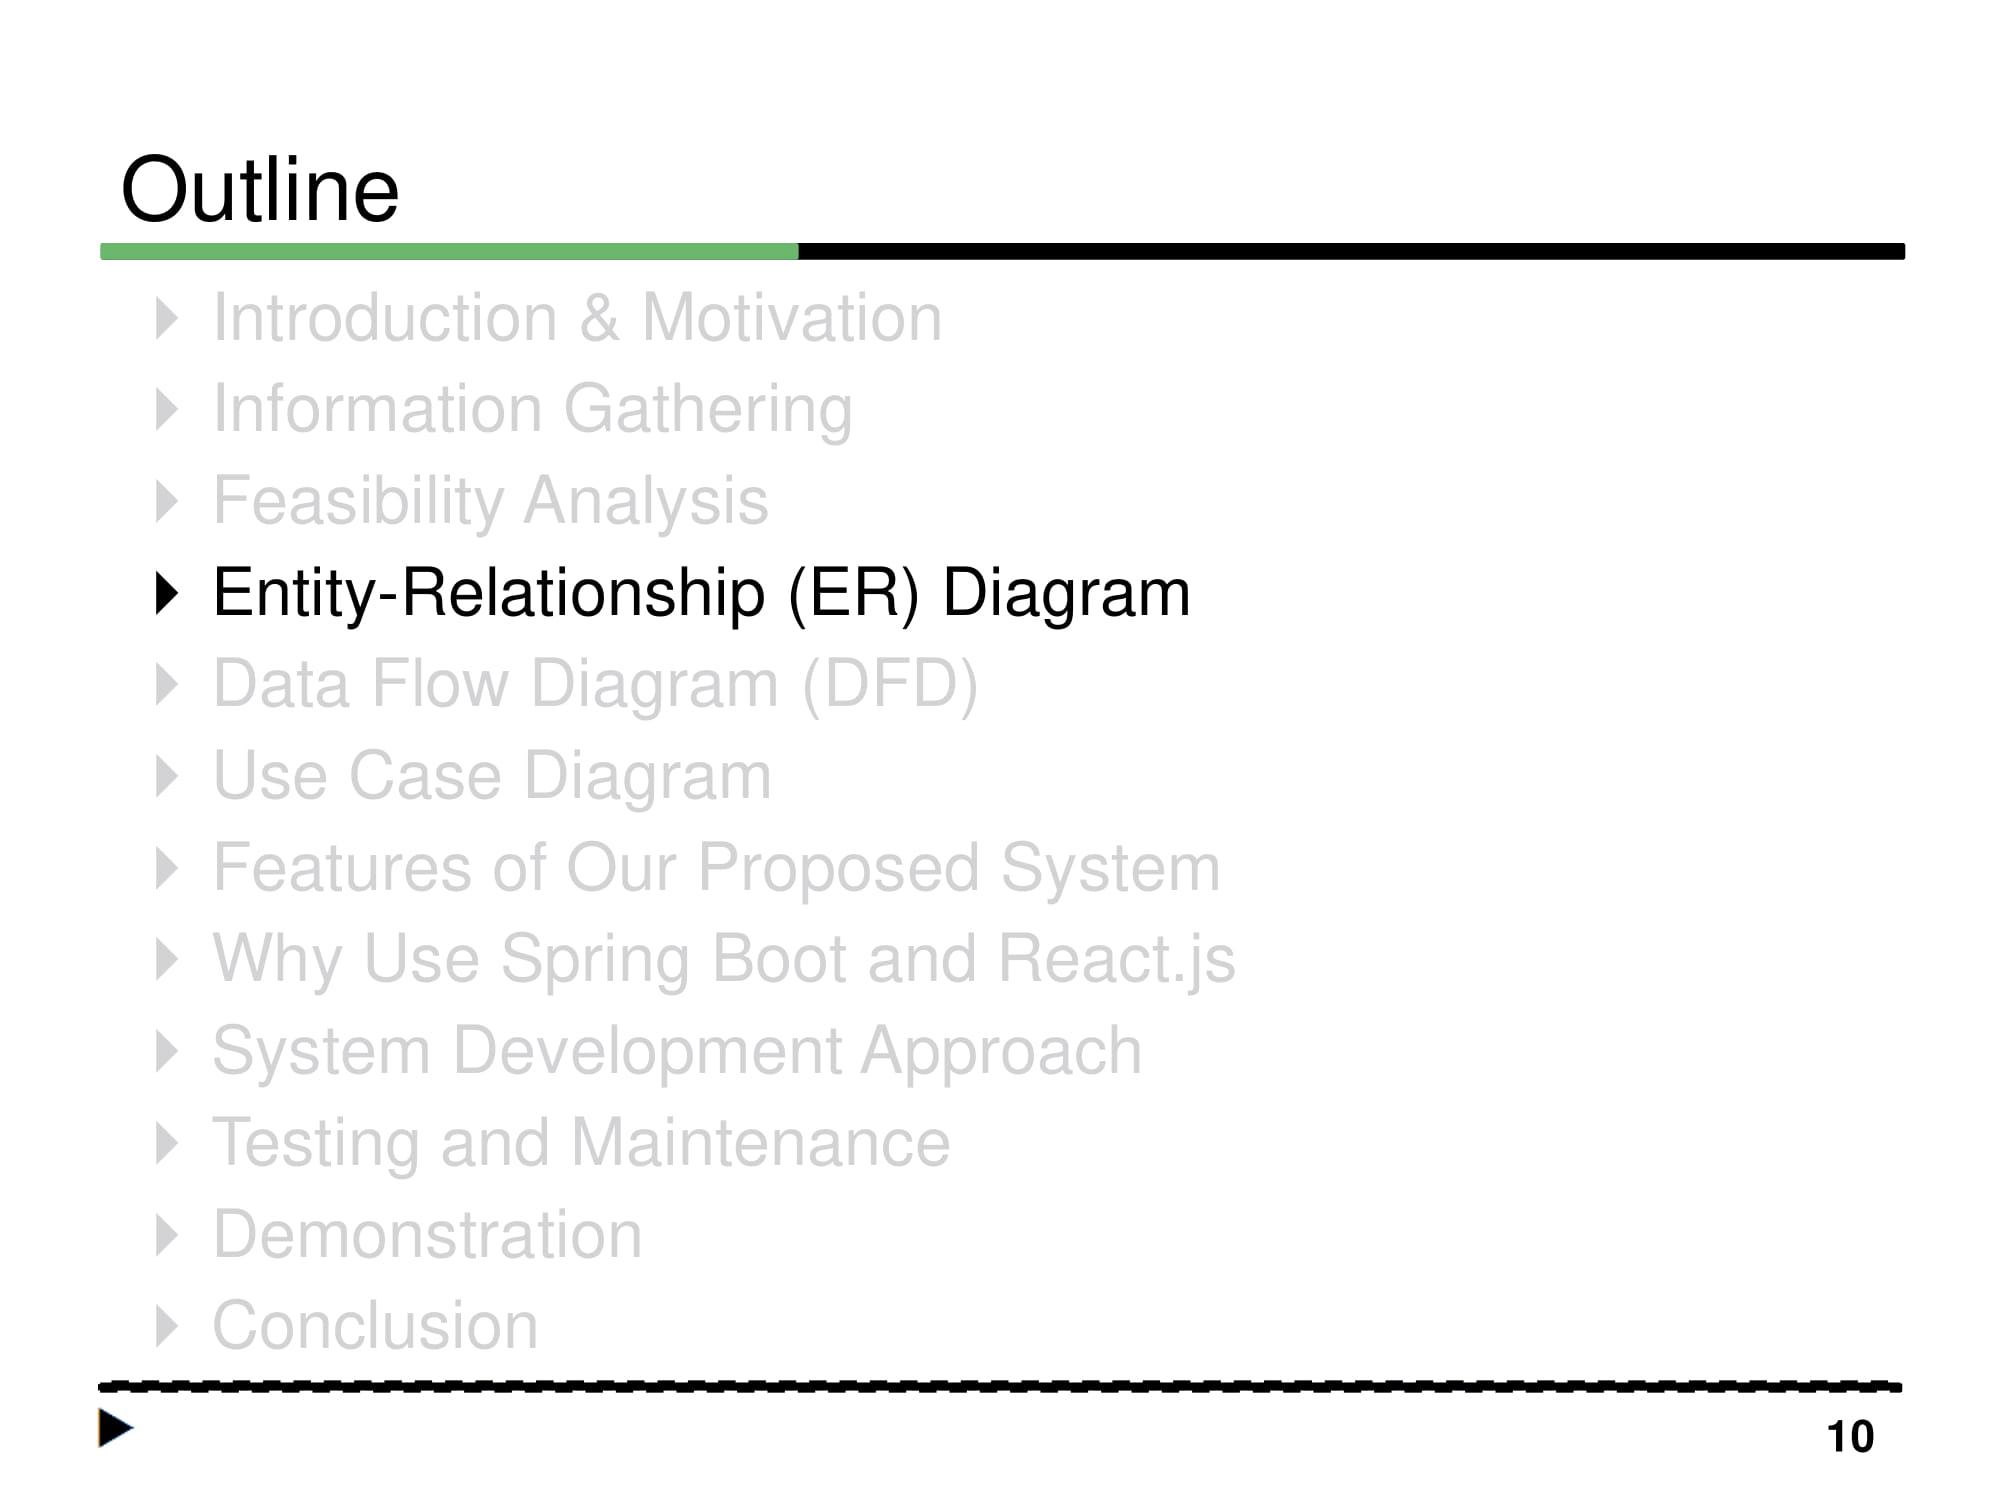 Outline
Introduction & Motivation
Information Gathering
Feasibility Analysis
Entity-Relationship (ER) Diagram
Data Flow Diagram (DFD)
Use Case Diagram
Features of Our Proposed System
Why Use Spring Boot and React.js
System Development Approach
Testing and Maintenance
Demonstration
Conclusion
10